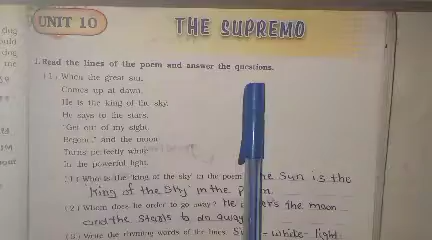 UNIT 10
THE SUPREMO
1. Read the lines of the poem and answer the questions.
(1) When the great sun,
Comes up at dawn,
He is the king of the sky.
He says to the stars.
"Get out of my sight
Begone," and the moon
Turns perfectly white
In the powerful light.
(1) Who is the 'king of the sky' in the poem The Sun is the
king of the sky in the
(2) Whom does he order to go away? He the moon
and the stars to go away
(3) Write the rhyming words of the lines. - white - light